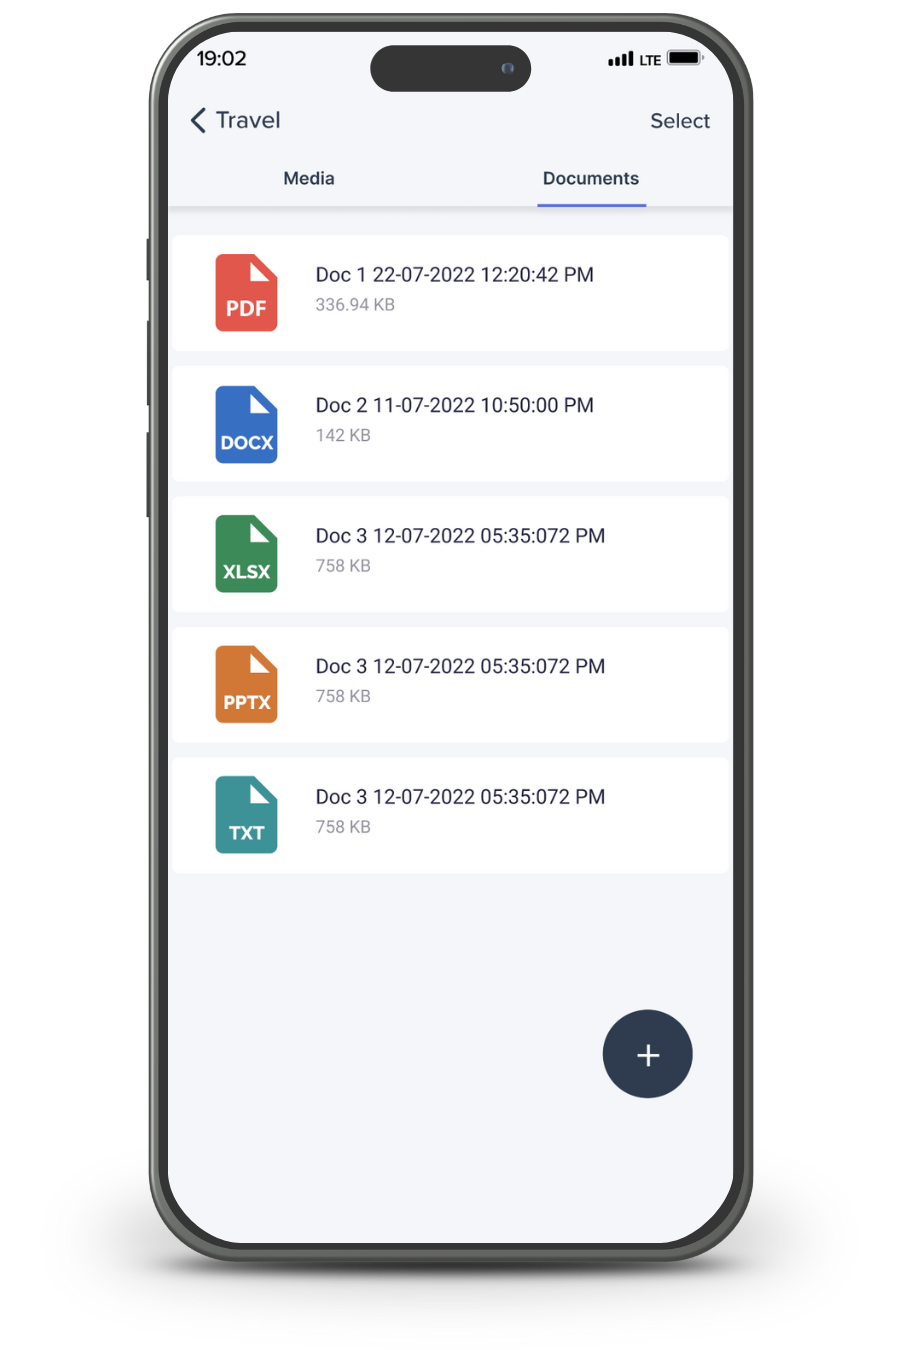 19:02
LTE
Travel
Select
Media
Documents
PDF
Doc 1 22-07-2022 12:20:42 PM
336.94 KB
DOCX
Doc 2 11-07-2022 10:50:00 PM
142 KB
XLSX
Doc 3 12-07-2022 05:35:072 PM
758 KB
PPTX
Doc 3 12-07-2022 05:35:072 PM
758 KB
TXT
Doc 3 12-07-2022 05:35:072 PM
758 KB
+